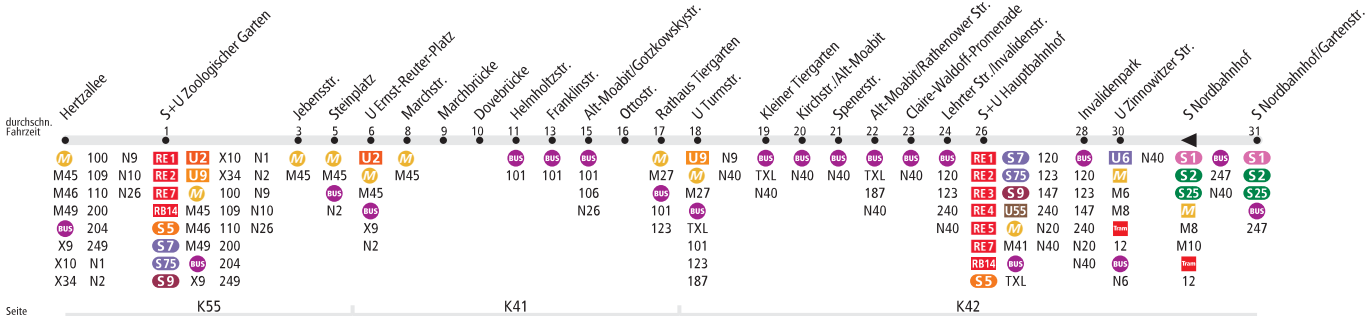 Hertzallee
S+U Zoologischer Garten
Jebensstr.
Steinplatz
U Ernst-Reuter-Platz
Marchstr.
Marchbrücke
Dovebrücke
Helmholtzstr.
Franklinstr.
Alt-Moabit/Gotzkowskystr.
Ottostr.
Rathaus Tiergarten
U Turmstr.
Kleiner Tiergarten
Kirchstr./Alt-Moabit
Spenerstr.
Alt-Moabit/Rathenower Str.
Claire-Waldoff-Promenade
Lehrter Str./Invalidenstr.
S+U Hauptbahnhof
Invalidenpark
U Zinnowitzer Str.
S Nordbahnhof
S Nordbahnhof/Gartenstr.
durchschn.
Fahrzeit 1 3 5 6 8 9 10 11 13 15 16 17 18 19 20 21 22 23 24 26 28 30 31
M 100 N9 RE1 U2 X10 N1 M M U2 M BUS BUS BUS M U9 N9 BUS BUS BUS BUS BUS BUS RE1 S7 120 BUS U6 N40 S1 BUS S1
M45 109 N10 RE2 U9 X34 N2 M45 M45 M M45 101 101 101 M27 M N40 TXL N40 N40 TXL N40 120 RE2 S75 123 120 M S2 247 S2
M46 110 N26 RE7 M 100 N9 BUS M45 106 BUS M27 N40 187 123 RE3 S9 147 123 M6 S25 N40 S25
M49 200 RB14 M45 109 N10 N2 BUS N26 101 BUS N40 240 RE4 U55 240 147 M8 M BUS
BUS 204 S5 M46 110 N26 X9 123 TXL N40 RE5 M N20 240 Tram M8 247
X9 249 S7 M49 200 N2 101 RE7 M41 N40 N20 12 M10
X10 N1 S75 BUS 204 123 RB14 BUS N40 BUS Tram
X34 N2 S9 X9 249 187 S5 TXL N6 12
Seite K55 K41 K42